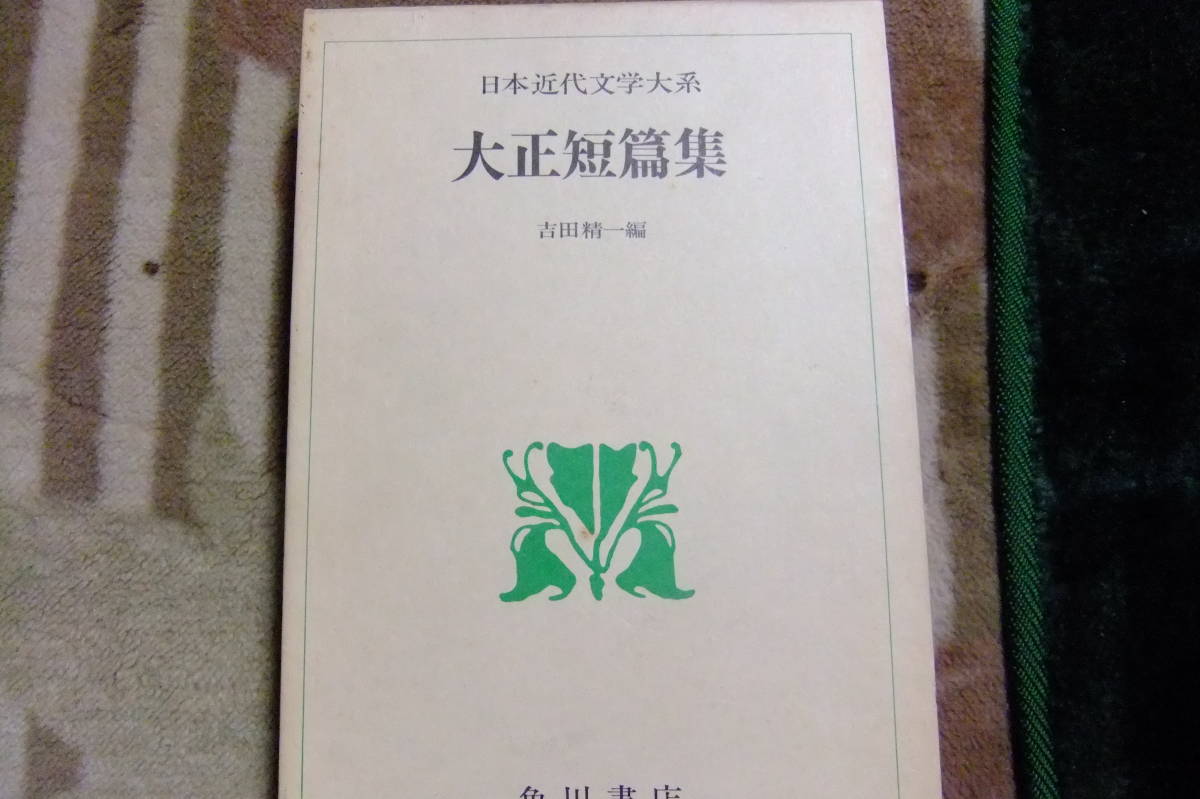 日本近代文学大系
大正短篇集
吉田精一編
角川書店